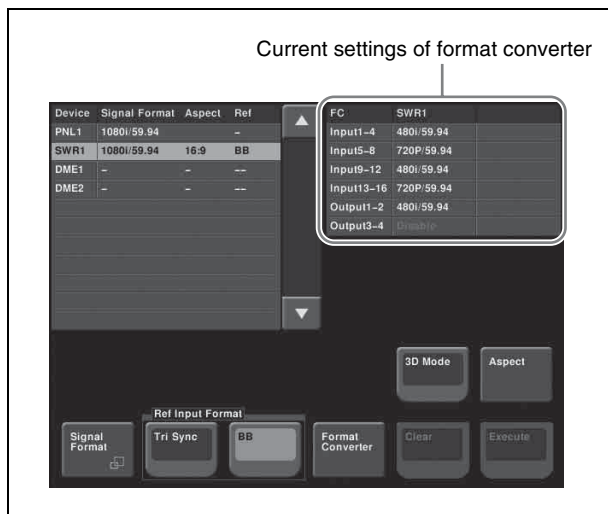 Current settings of format converter
Device Signal Format Aspect Ref
PNL1 1080i/59.94 –
SWR1 1080i/59.94 16:9 BB
DME1 – – --
DME2 – – --
FC SWR1
Input1-4 480i/59.94
Input5-8 720P/59.94
Input9-12 480i/59.94
Input13-16 720P/59.94
Output1-2 480i/59.94
Output3-4 Disable
3D Mode
Aspect
Ref Input Format
Signal Format
Tri Sync
BB
Format Converter
Clear
Execute